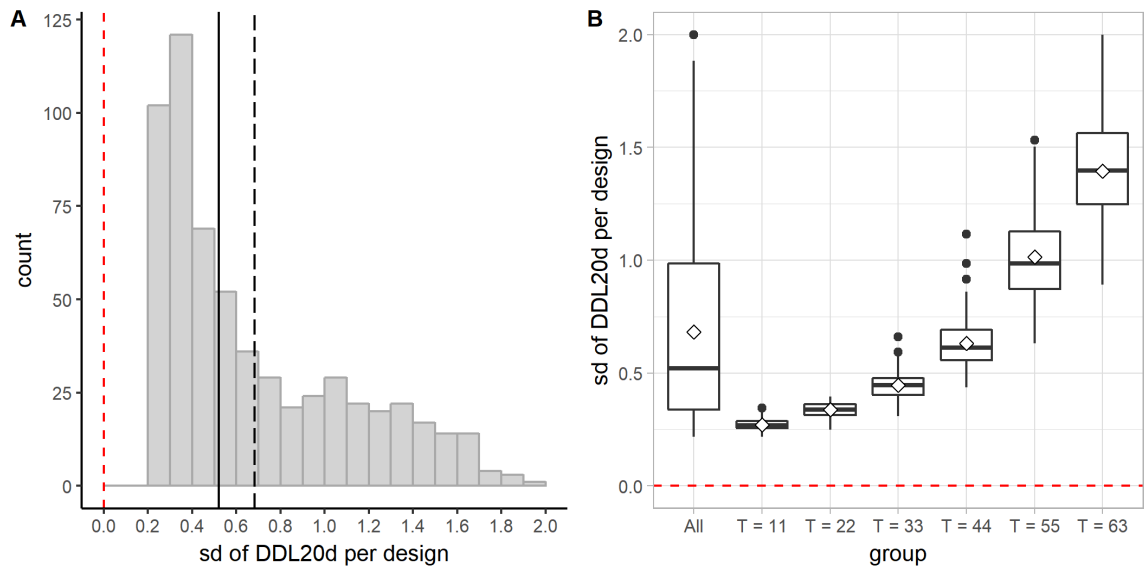 A
125
100
75
50
25
0
count
0.0 0.2 0.4 0.6 0.8 1.0 1.2 1.4 1.6 1.8 2.0
sd of DDL20d per design
B
2.0
1.5
1.0
0.5
0.0
sd of DDL20d per design
All T = 11 T = 22 T = 33 T = 44 T = 55 T = 63
group